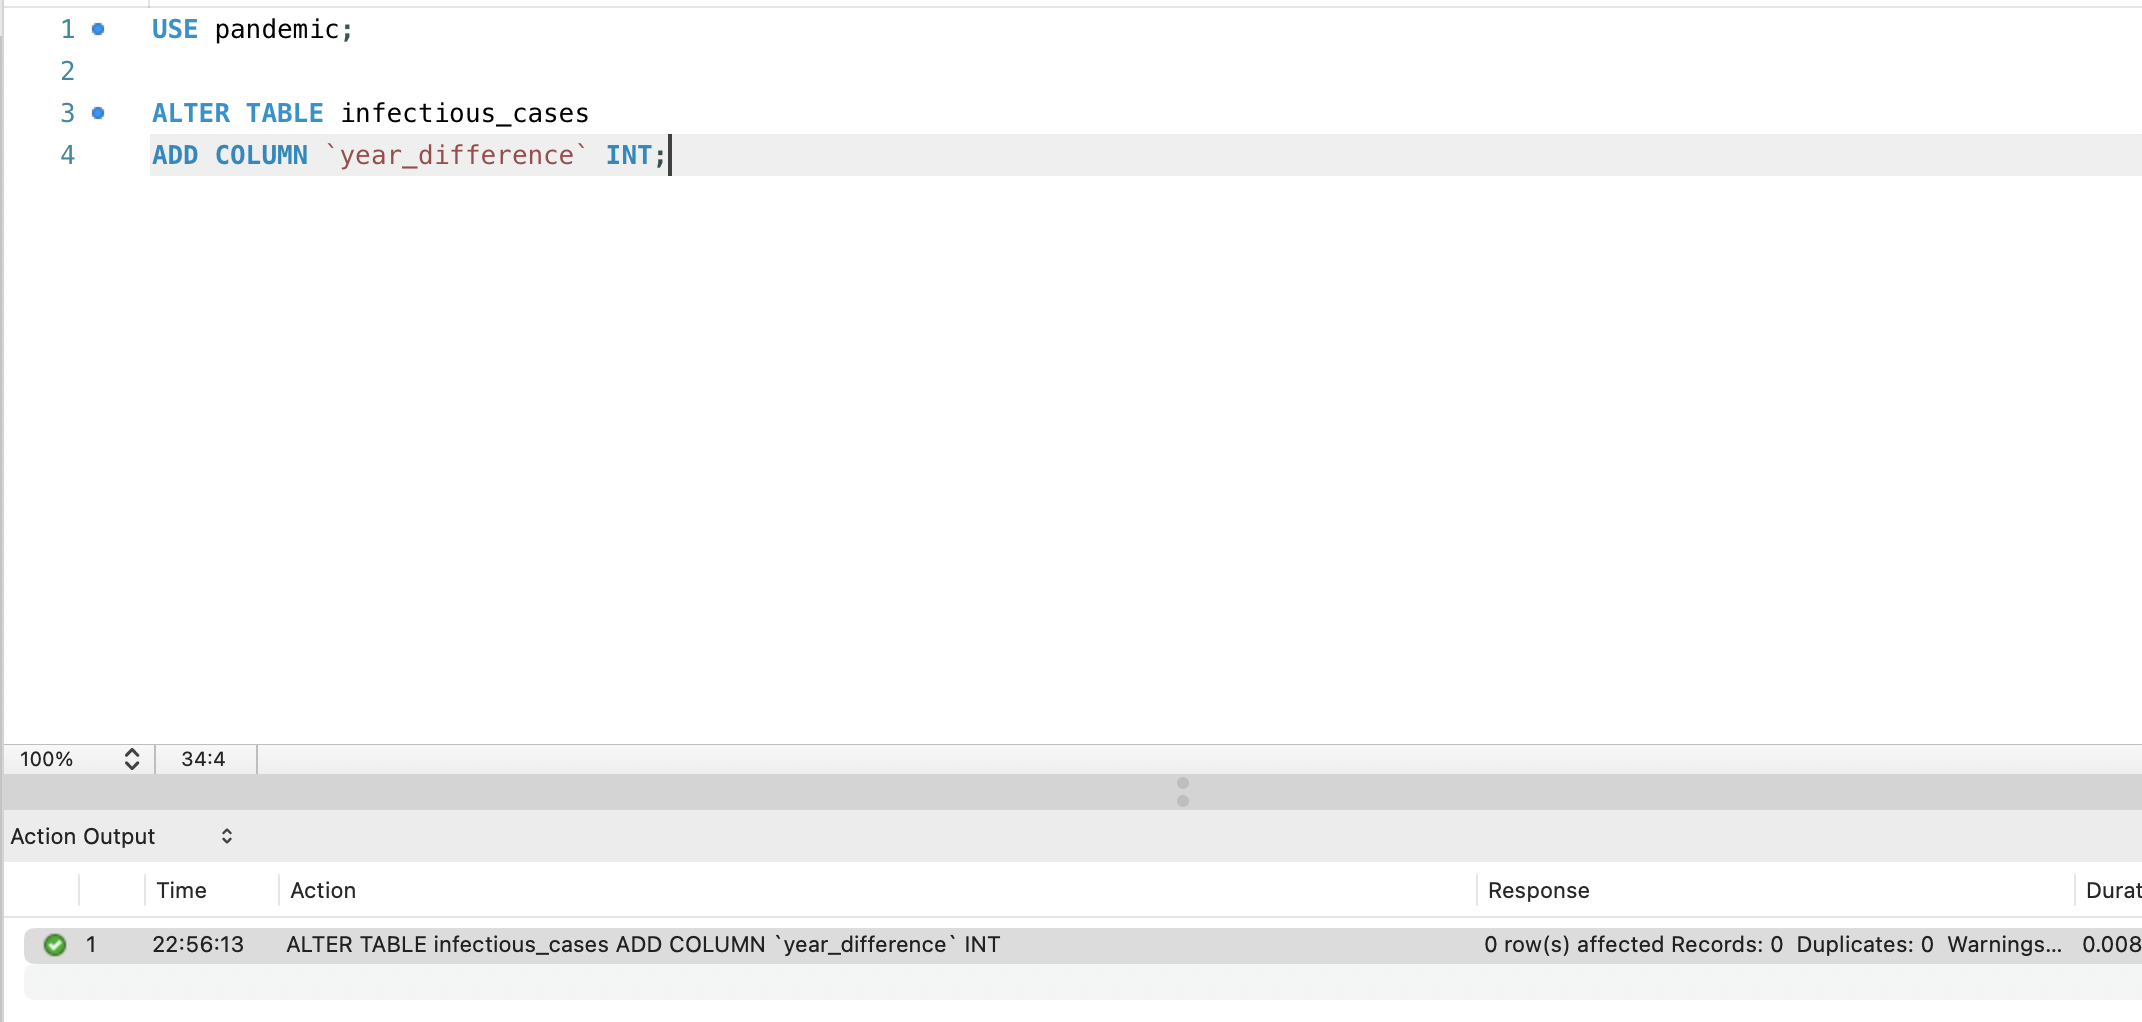 1 USE pandemic;
2
3 ALTER TABLE infectious_cases
4 ADD COLUMN `year_difference` INT;
100% 34:4
Action Output
Time Action Response Durat
1 22:56:13 ALTER TABLE infectious_cases ADD COLUMN `year_difference` INT 0 row(s) affected Records: 0 Duplicates: 0 Warnings... 0.008